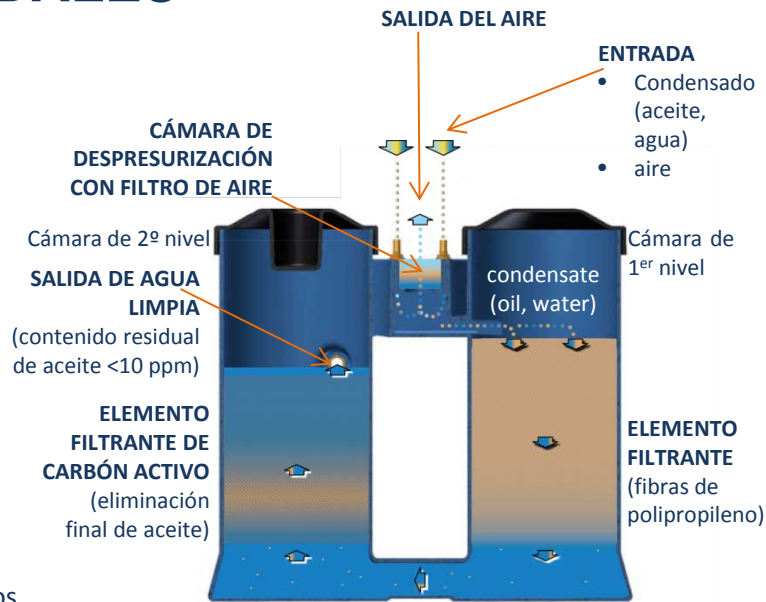 SALIDA DEL AIRE
ENTRADA
• Condensado
(aceite,
agua)
• aire
CÁMARA DE
DESPRESURIZACIÓN
CON FILTRO DE AIRE
Cámara de 2º nivel
Cámara de
1er nivel
condensate
(oil, water)
SALIDA DE AGUA
LIMPIA
(contenido residual
de aceite <10 ppm)
ELEMENTO
FILTRANTE DE
CARBÓN ACTIVO
(eliminación
final de aceite)
ELEMENTO
FILTRANTE
(fibras de
polipropileno)